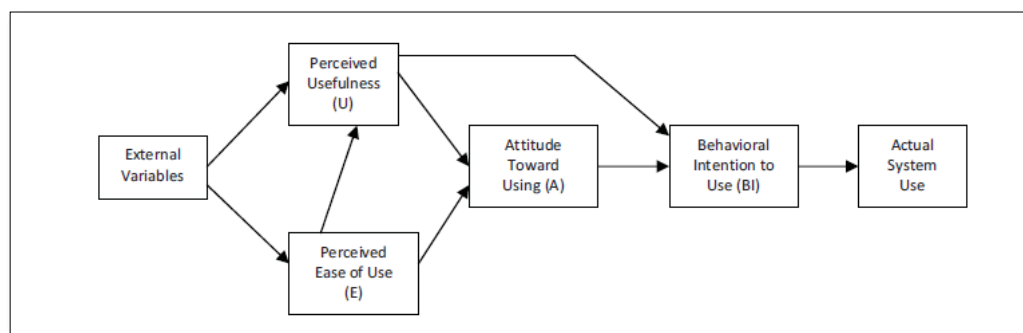 External
Variables
Perceived
Usefulness
(U)
Perceived
Ease of Use
(E)
Attitude
Toward
Using (A)
Behavioral
Intention to
Use (BI)
Actual
System
Use